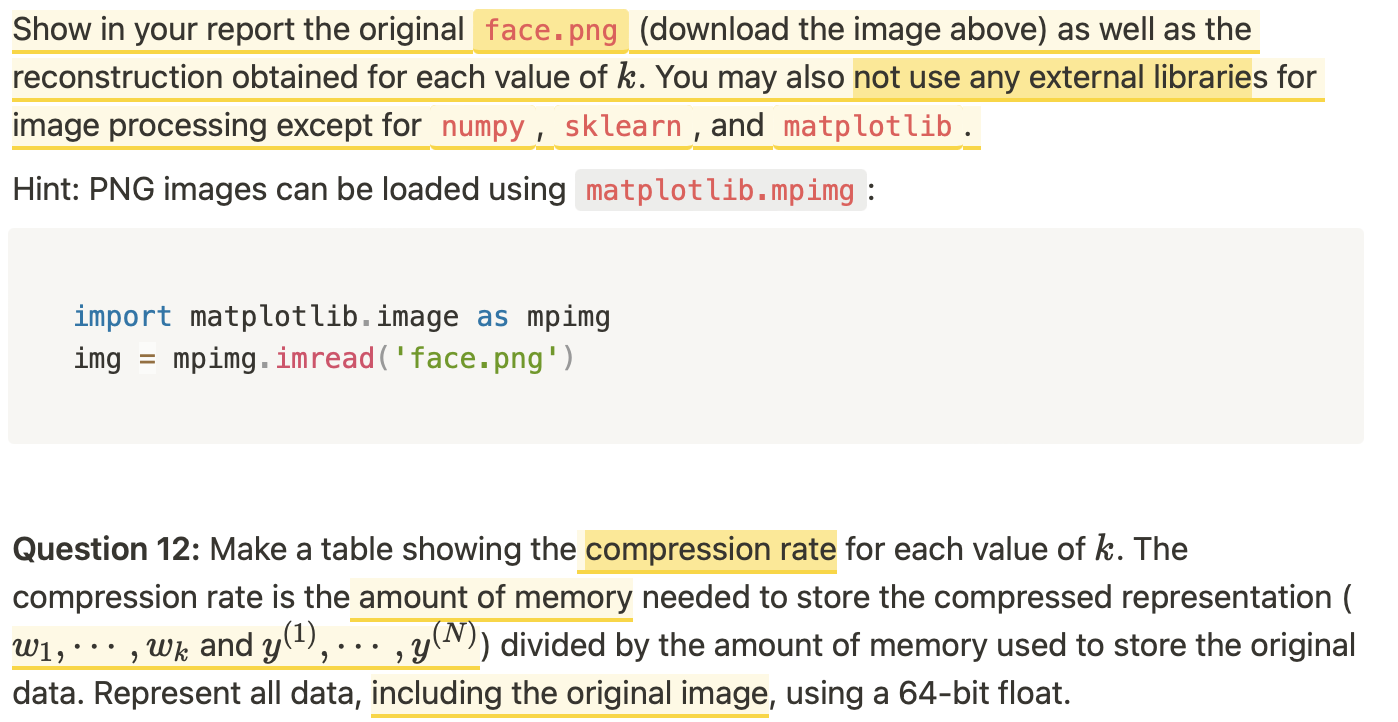 Show in your report the original face.png (download the image above) as well as the
reconstruction obtained for each value of k. You may also not use any external libraries for
image processing except for numpy, sklearn, and matplotlib.
Hint: PNG images can be loaded using matplotlib.mpimg:
import matplotlib.image as mpimg
img = mpimg.imread('face.png')
Question 12: Make a table showing the compression rate for each value of k. The
compression rate is the amount of memory needed to store the compressed representation (
w₁, ⋯ , wₖ and y⁽¹⁾, ⋯ , y⁽ᴺ⁾) divided by the amount of memory used to store the original
data. Represent all data, including the original image, using a 64-bit float.